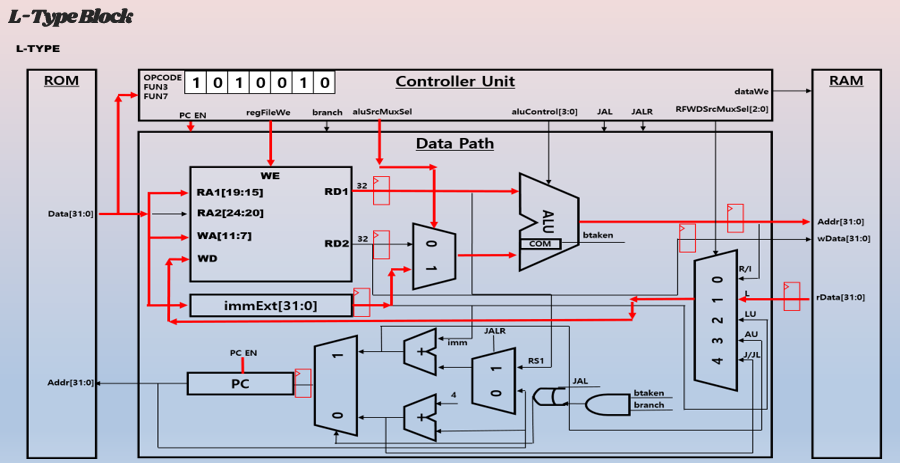 L-Type Block
L-TYPE
ROM
OPCODE
FUN3
FUN7
1 0 1 0 0 1 0
Controller Unit
RAM
dataWe
PC EN
regFileWe
branch
aluSrcMuxSel
aluControl[3:0]
JAL
JALR
RFWDSrcMuxSel[2:0]
Data Path
WE
RA1[19:15]
RD1
32
Data[31:0]
RA2[24:20]
WA[11:7]
RD2
32
WD
0
1
ALU
COM
btaken
Addr[31:0]
wData[31:0]
immExt[31:0]
R/I
L
LU
AU
J/JL
0
1
2
3
4
rData[31:0]
PC EN
PC
Addr[31:0]
1
0
+
imm
JALR
1
0
RS1
+
4
JAL
btaken
branch